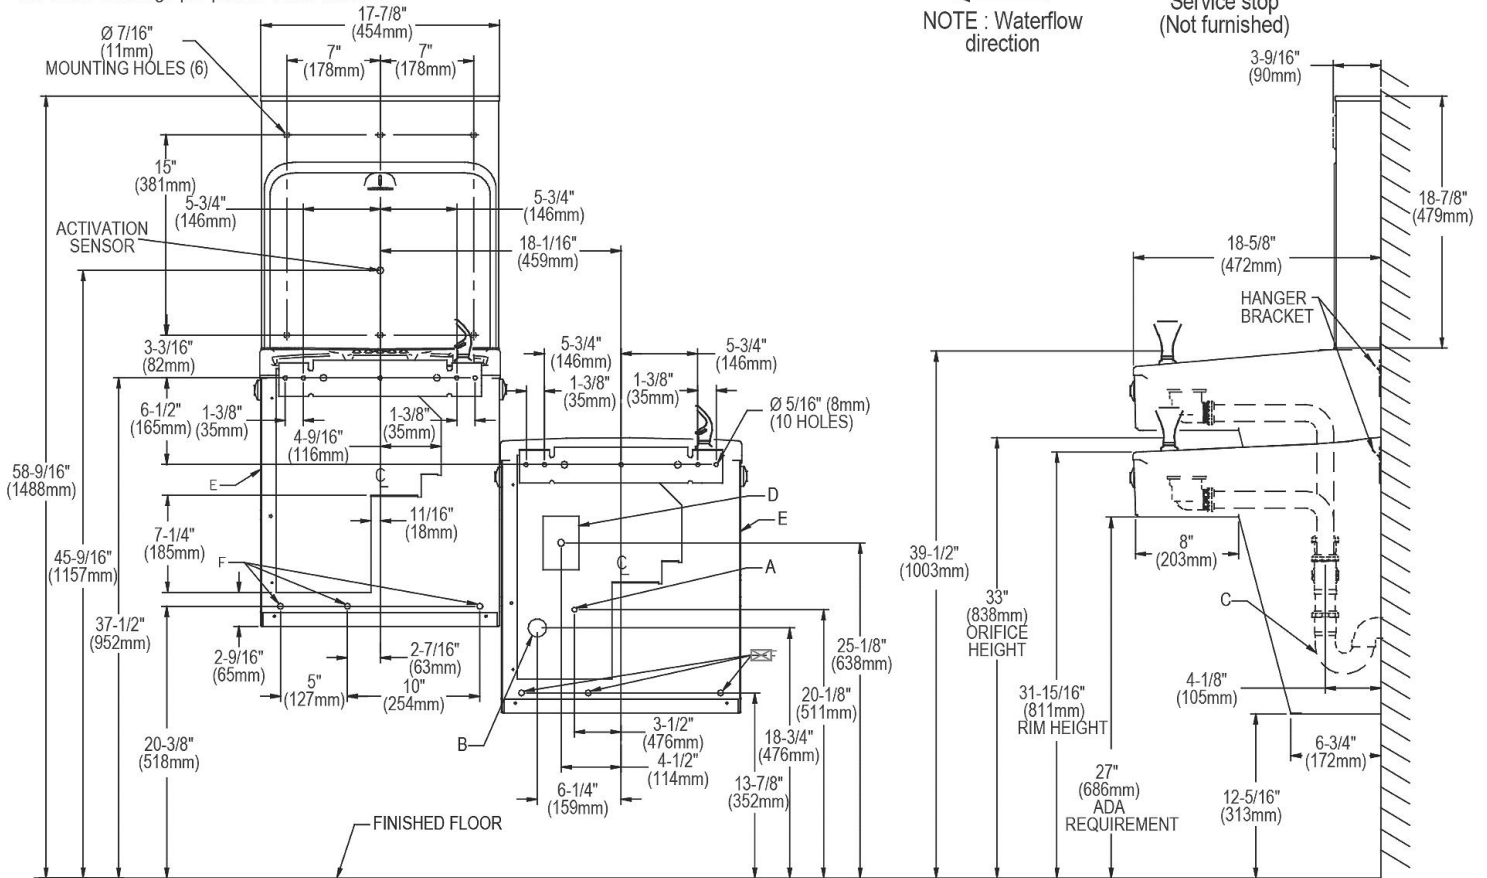 17-7/8"
(454mm)
NOTE : Waterflow
direction
Service stop
(Not furnished)
Ø 7/16"
(11mm)
MOUNTING HOLES (6)
7"
(178mm)
7"
(178mm)
3-9/16"
(90mm)
15"
(381mm)
5-3/4"
(146mm)
5-3/4"
(146mm)
18-7/8"
(479mm)
ACTIVATION
SENSOR
18-1/16"
(459mm)
18-5/8"
(472mm)
HANGER
BRACKET
3-3/16"
(82mm)
5-3/4"
(146mm)
5-3/4"
(146mm)
1-3/8"
(35mm)
1-3/8"
(35mm)
6-1/2"
(165mm)
1-3/8"
(35mm)
1-3/8"
(35mm)
Ø 5/16" (8mm)
(10 HOLES)
4-9/16"
(116mm)
58-9/16"
(1488mm)
E
C
L
D
11/16"
(18mm)
E
7-1/4"
(185mm)
45-9/16"
(1157mm)
F
C
L
A
39-1/2"
(1003mm)
8"
(203mm)
33"
(838mm)
ORIFICE
HEIGHT
C
37-1/2"
(952mm)
2-9/16"
(65mm)
2-7/16"
(63mm)
25-1/8"
(638mm)
5"
(127mm)
10"
(254mm)
20-1/8"
(511mm)
31-15/16"
(811mm)
RIM HEIGHT
4-1/8"
(105mm)
20-3/8"
(518mm)
B
3-1/2"
(476mm)
18-3/4"
(476mm)
4-1/2"
(114mm)
6-3/4"
(172mm)
6-1/4"
(159mm)
13-7/8"
(352mm)
27"
(686mm)
ADA
REQUIREMENT
12-5/16"
(313mm)
FINISHED FLOOR